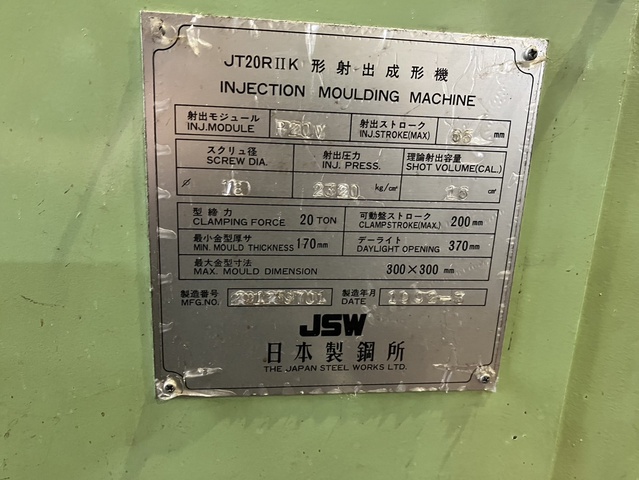 JT20RIIK 形射出成形機
INJECTION MOULDING MACHINE
射出モジュール
INJ.MODULE
射出ストローク
INJ.STROKE(MAX) mm
スクリュ径
SCREW DIA.
射出圧力
INJ. PRESS.
理論射出容量
SHOT VOLUME(CAL.)
φ 2320 kg/cm² cm³
型締力
CLAMPING FORCE 20 TON
可動盤ストローク
CLAMPSTROKE(MAX.) 200mm
最小金型厚サ
MIN. MOULD THICKNESS 170mm
デーライト
DAYLIGHT OPENING 370mm
最大金型寸法
MAX. MOULD DIMENSION 300×300mm
製造番号
MFG.NO.
製造年月
DATE
JSW
日本製鋼所
THE JAPAN STEEL WORKS LTD.